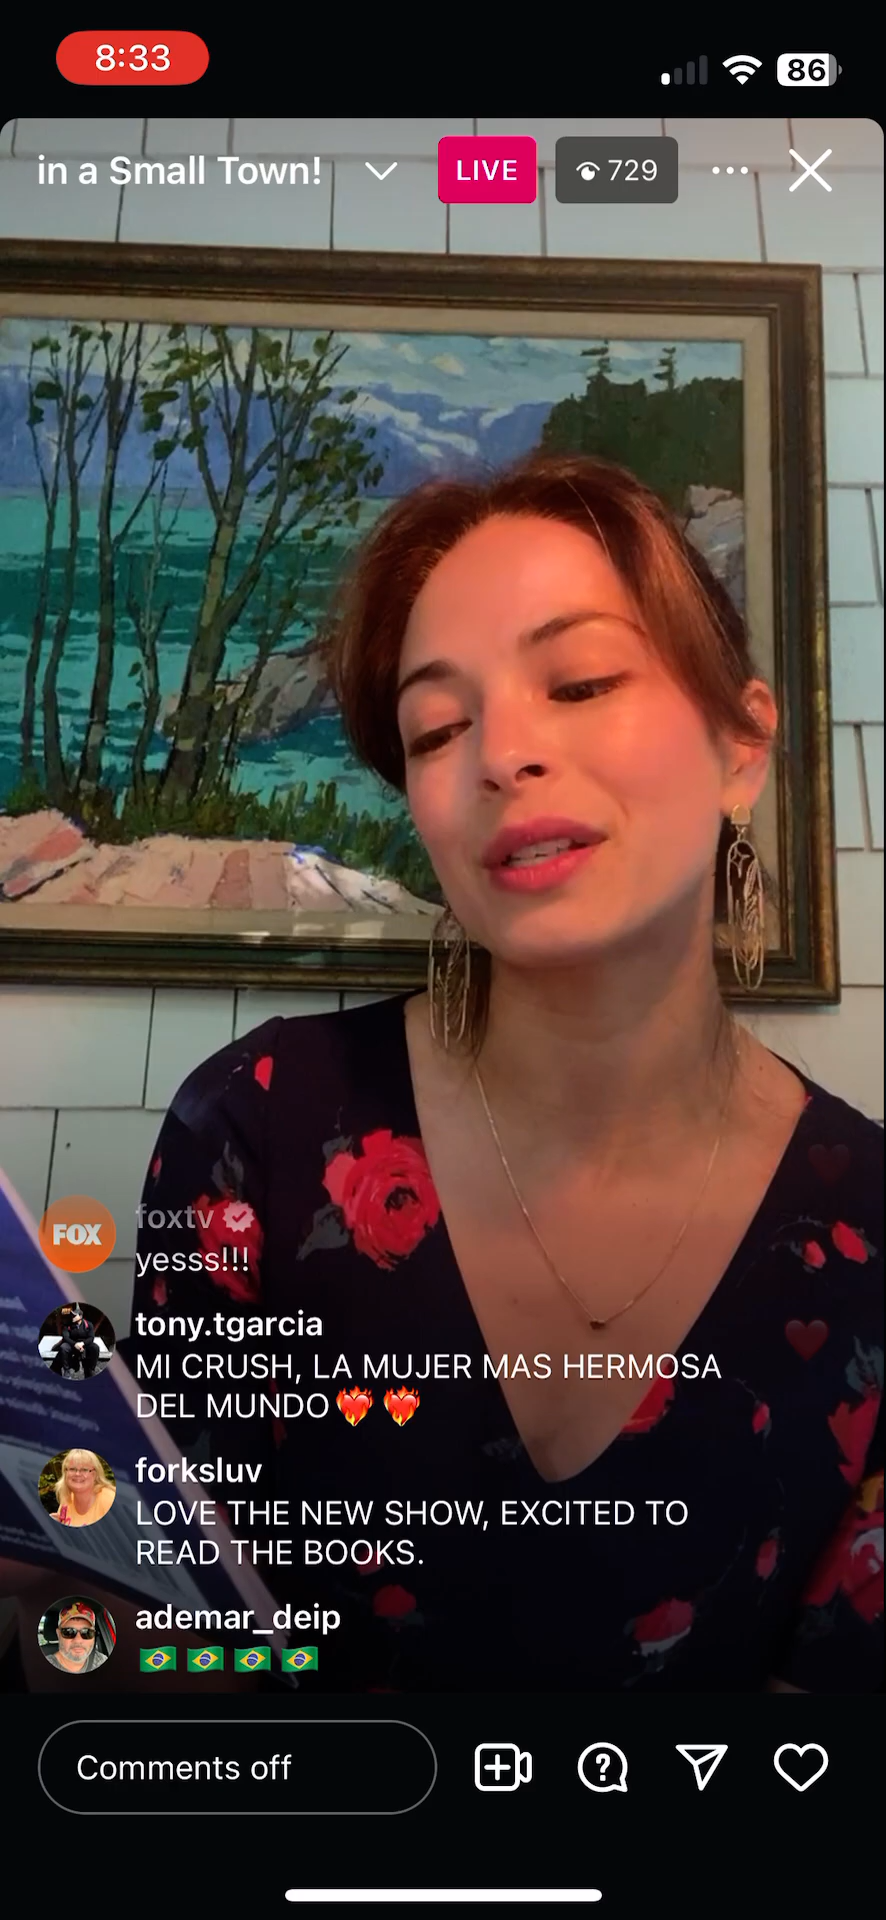 8:33
86
in a Small Town!
LIVE
729
FOX
foxtv
yesss!!!
tony.tgarcia
MI CRUSH, LA MUJER MAS HERMOSA
DEL MUNDO❤️‍🔥 ❤️‍🔥
forksluv
LOVE THE NEW SHOW, EXCITED TO
READ THE BOOKS.
ademar_deip
🇧🇷 🇧🇷 🇧🇷 🇧🇷
Comments off